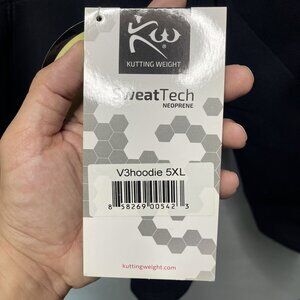 KUTTING WEIGHT
SweatTech
NEOPRENE
V3hoodie 5XL
8 58269 00542 3
kuttingweight.com